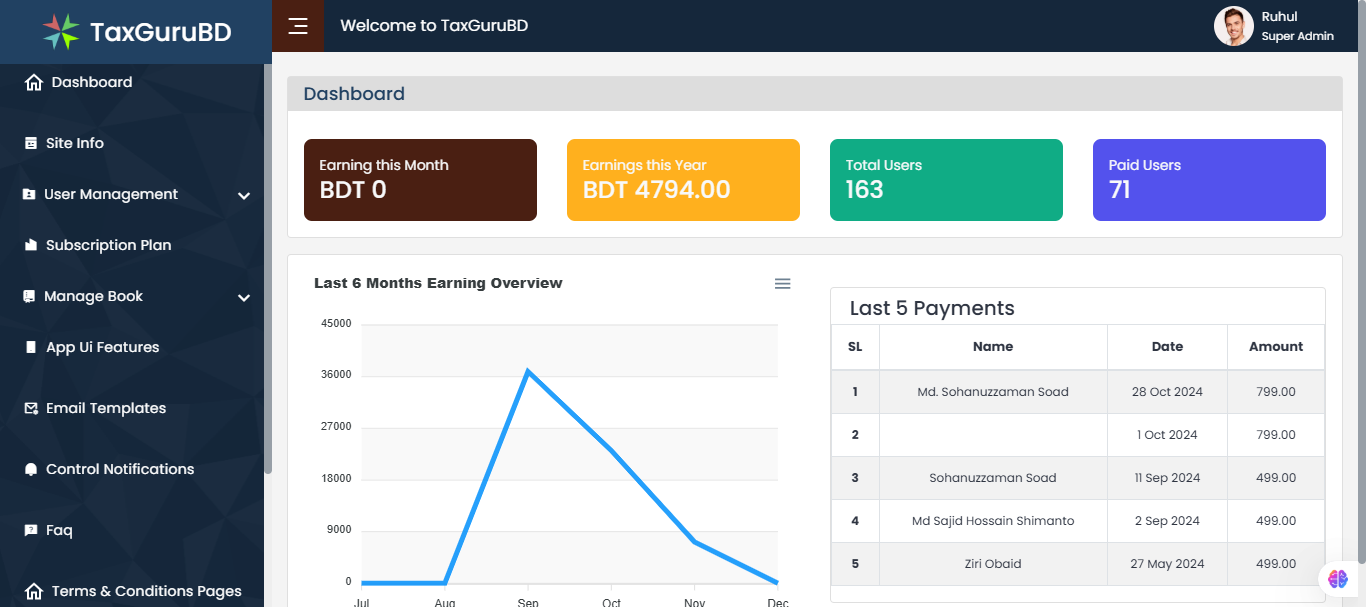 TaxGuruBD
Welcome to TaxGuruBD
Ruhul
Super Admin
Dashboard
Site Info
User Management
Subscription Plan
Manage Book
App Ui Features
Email Templates
Control Notifications
Faq
Terms & Conditions Pages
Dashboard
Earning this Month
BDT 0
Earnings this Year
BDT 4794.00
Total Users
163
Paid Users
71
Last 6 Months Earning Overview
45000
36000
27000
18000
9000
0
Jul Aug Sep Oct Nov Dec
Last 5 Payments
SL Name Date Amount
1 Md. Sohanuzzaman Soad 28 Oct 2024 799.00
2 1 Oct 2024 799.00
3 Sohanuzzaman Soad 11 Sep 2024 499.00
4 Md Sajid Hossain Shimanto 2 Sep 2024 499.00
5 Ziri Obaid 27 May 2024 499.00